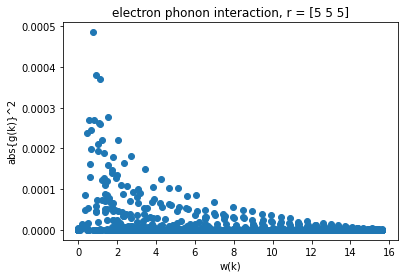 electron phonon interaction, r = [5 5 5]
0.0005
0.0004
0.0003
0.0002
0.0001
0.0000
abs{g(k)}^2
0 2 4 6 8 10 12 14 16
w(k)